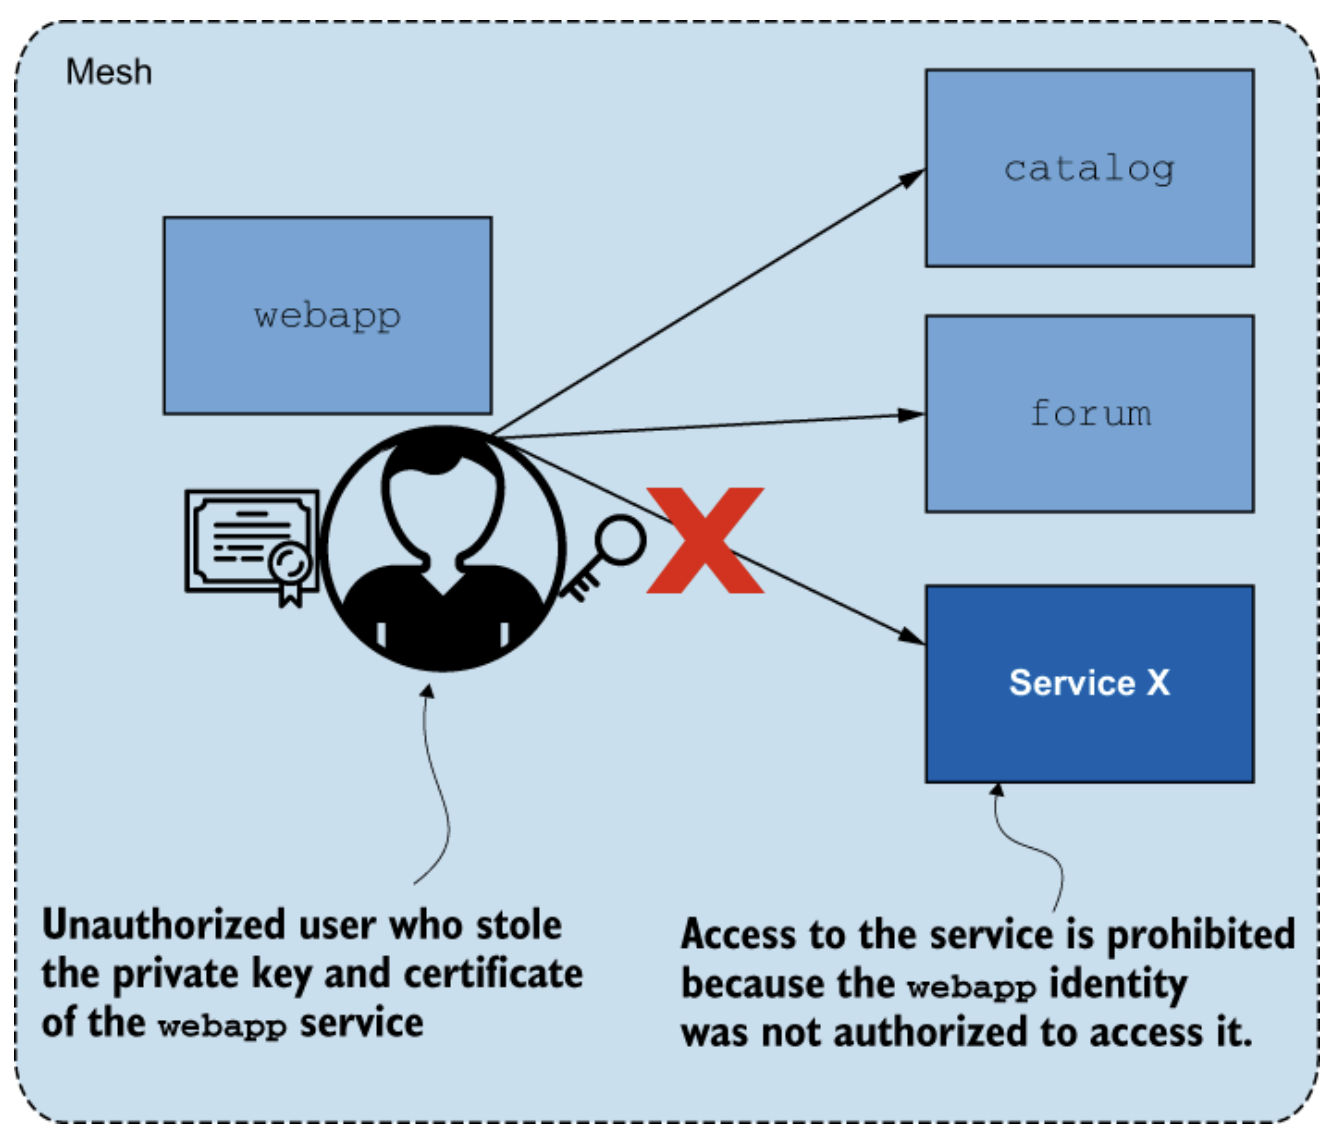 Mesh
catalog
webapp
forum
Service X
Unauthorized user who stole
the private key and certificate
of the webapp service
Access to the service is prohibited
because the webapp identity
was not authorized to access it.